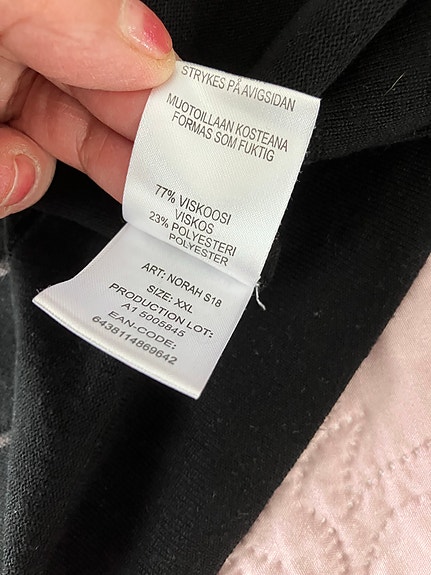 STRYKES PÅ AVIGSIDAN
MUOTOILLAAN KOSTEANA
FORMAS SOM FUKTIG
77% VISKOOSI
VISKOS
23% POLYESTERI
POLYESTER
ART: NORAH S18
SIZE: XXL
PRODUCTION LOT:
A1 5005845
EAN-CODE:
6438114869642